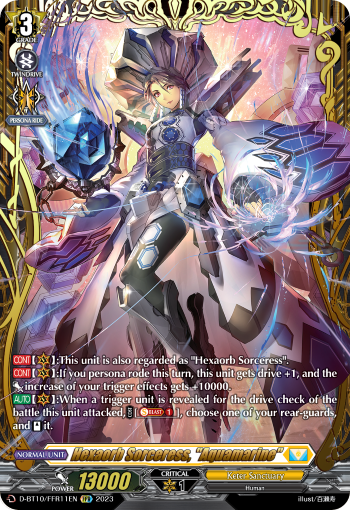 3
GRADE
TWINDRIVE
PERSONA RIDE
CONT【 】:This unit is also regarded as "Hexaorb Sorceress".
CONT【 】:If you persona rode this turn, this unit gets drive +1, and the
increase of your trigger effects gets +10000.
AUTO【 】:When a trigger unit is revealed for the drive check of the
battle this unit attacked, [SOUL BLAST 1], choose one of your rear-guards,
and it.
NORMAL UNIT Hexaorb Sorceress, "Aquamarine"
POWER 13000 CRITICAL 1 Keter Sanctuary
Human
D-BT10/FFR11EN FFR 2023 illust/百瀬寿